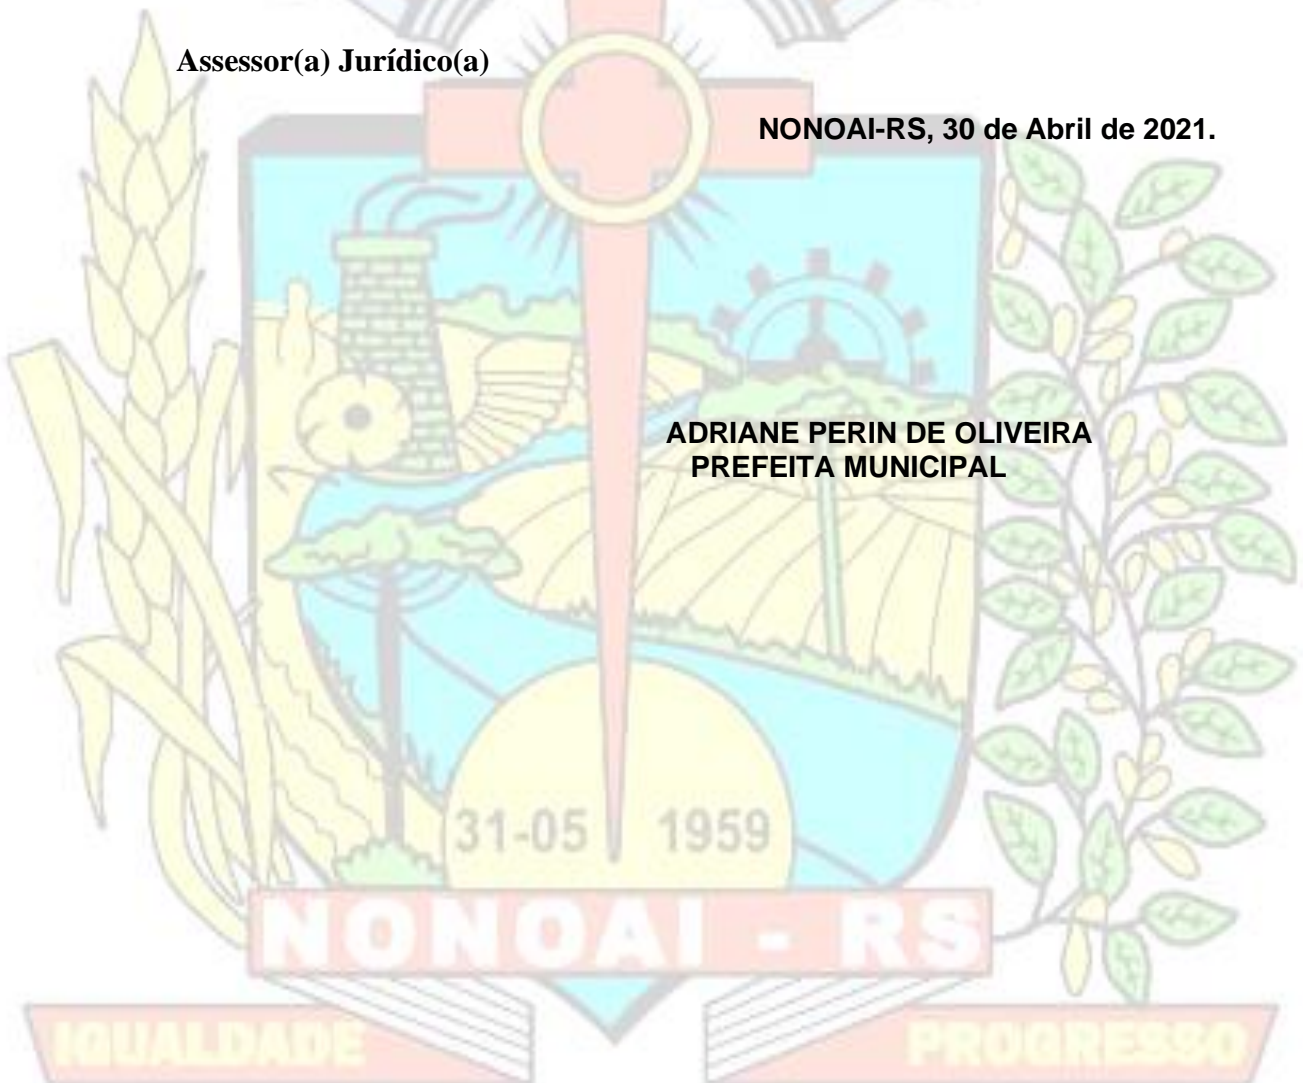 Assessor(a) Jurídico(a)
NONOAI-RS, 30 de Abril de 2021.
ADRIANE PERIN DE OLIVEIRA
PREFEITA MUNICIPAL
31-05 1959
NONOAI - RS
IGUALDADE PROGRESSO